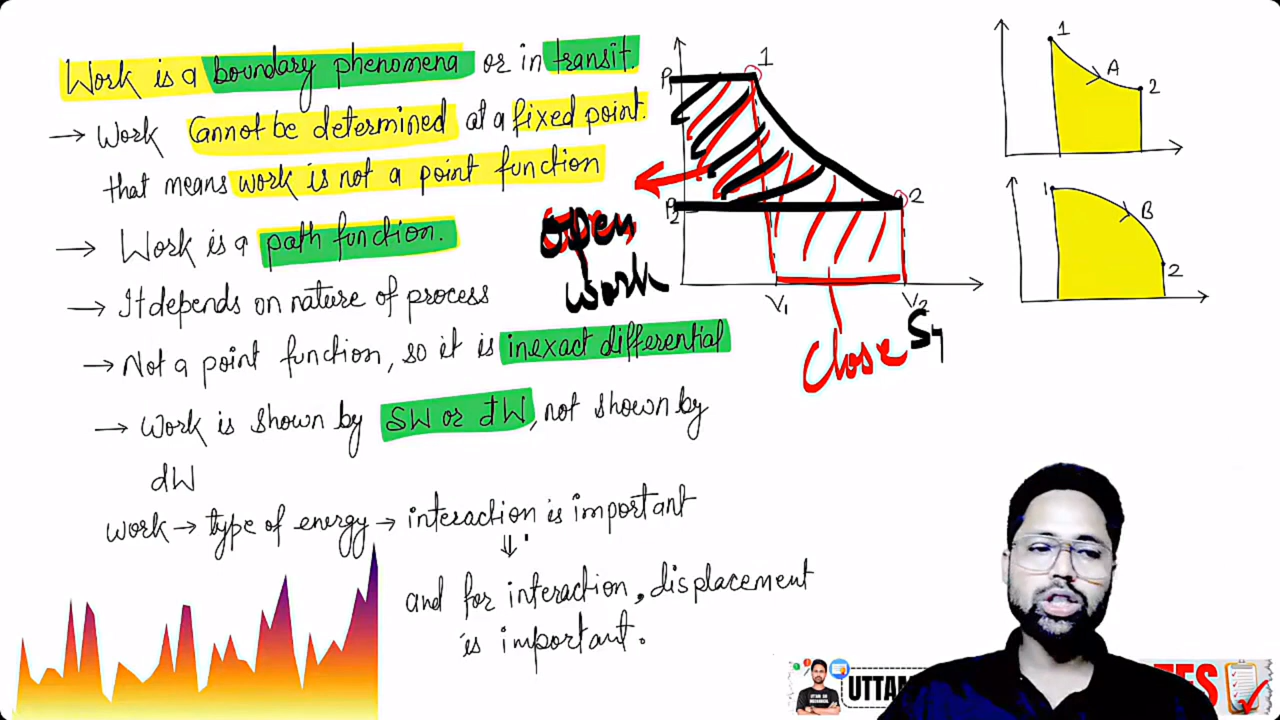 Work is a boundary phenomena or in transit.
→ Work Cannot be determined at a fixed point.
that means work is not a point function
→ Work is a path function.
→ It depends on nature of process
→ Not a point function, so it is inexact differential
→ Work is shown by δW or đW, not shown by
dW
work → type of energy → interaction is important
⇓
and for interaction, displacement
is important.
P1
1
P2
2
open
work
V1
V2
Close
Sy
1
A
2
1
B
2
UTTAM
TES